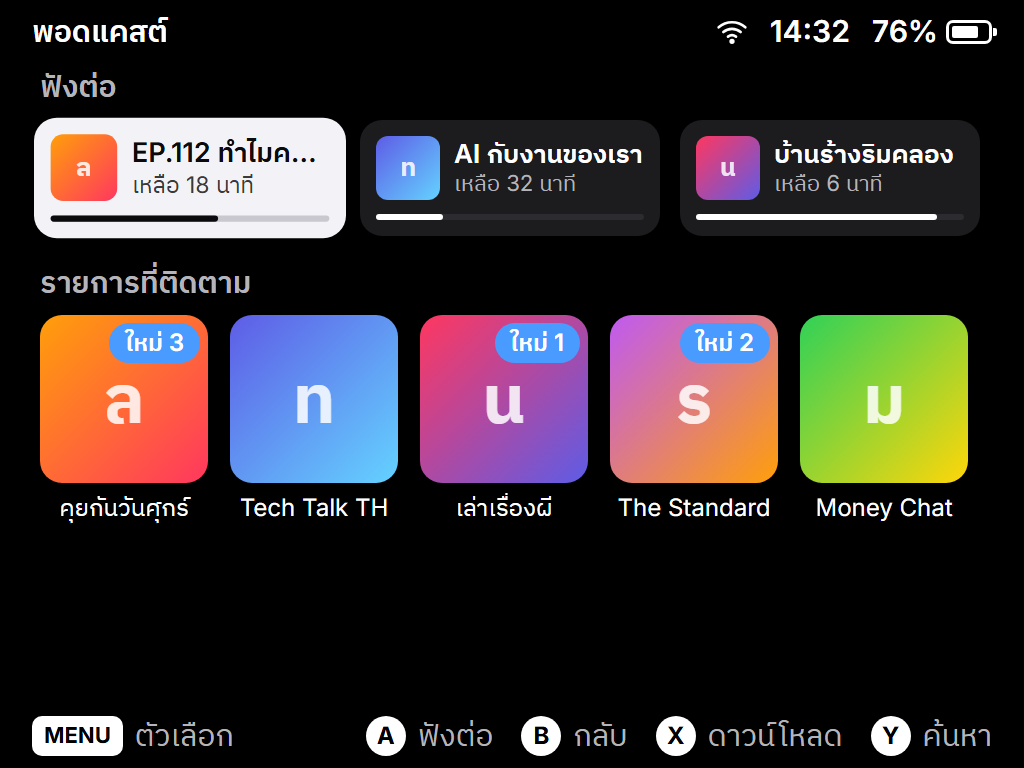 พอดแคสต์
14:32 76%
ฟังต่อ
ล
EP.112 ทำไมค...
เหลือ 18 นาที
ท
AI กับงานของเรา
เหลือ 32 นาที
น
บ้านร้างริมคลอง
เหลือ 6 นาที
รายการที่ติดตาม
ใหม่ 3
ล
คุยกันวันศุกร์
ท
Tech Talk TH
ใหม่ 1
น
เล่าเรื่องผี
ใหม่ 2
ร
The Standard
ม
Money Chat
MENU ตัวเลือก
A ฟังต่อ
B กลับ
X ดาวน์โหลด
Y ค้นหา